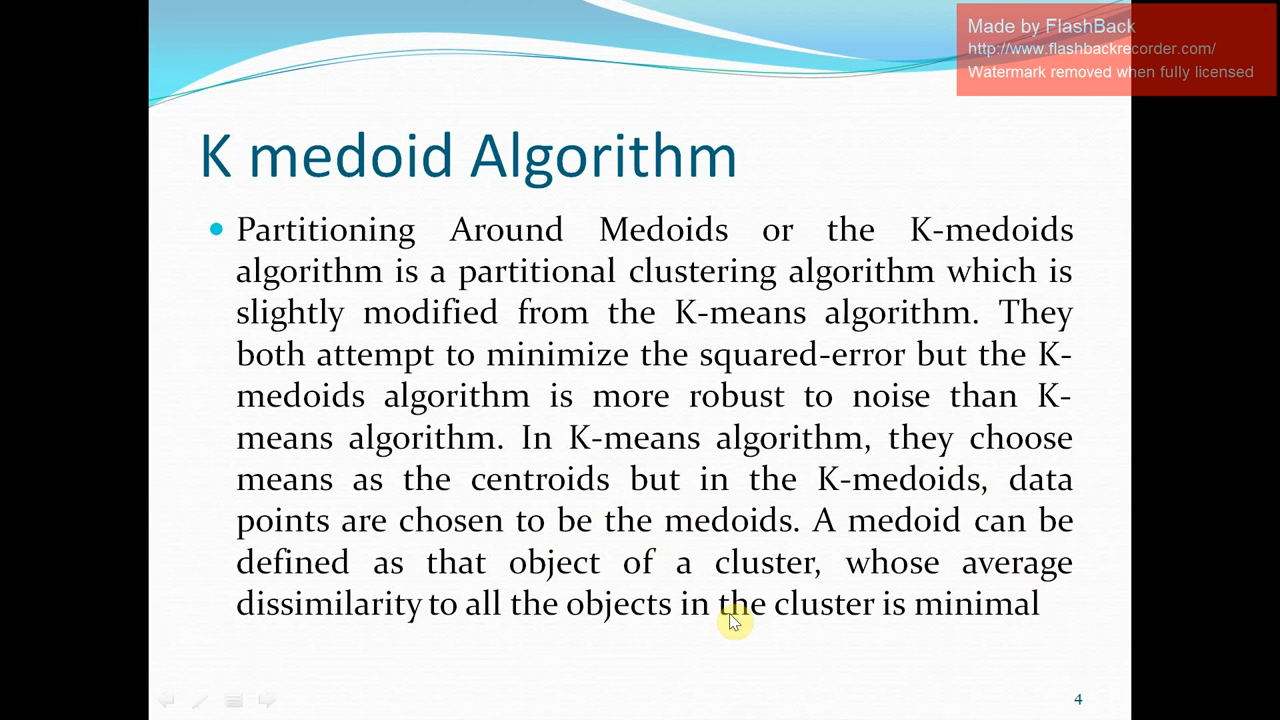 Made by FlashBack
http://www.flashbackrecorder.com/
Watermark removed when fully licensed
K medoid Algorithm
Partitioning Around Medoids or the K-medoids
algorithm is a partitional clustering algorithm which is
slightly modified from the K-means algorithm. They
both attempt to minimize the squared-error but the K-
medoids algorithm is more robust to noise than K-
means algorithm. In K-means algorithm, they choose
means as the centroids but in the K-medoids, data
points are chosen to be the medoids. A medoid can be
defined as that object of a cluster, whose average
dissimilarity to all the objects in the cluster is minimal
4